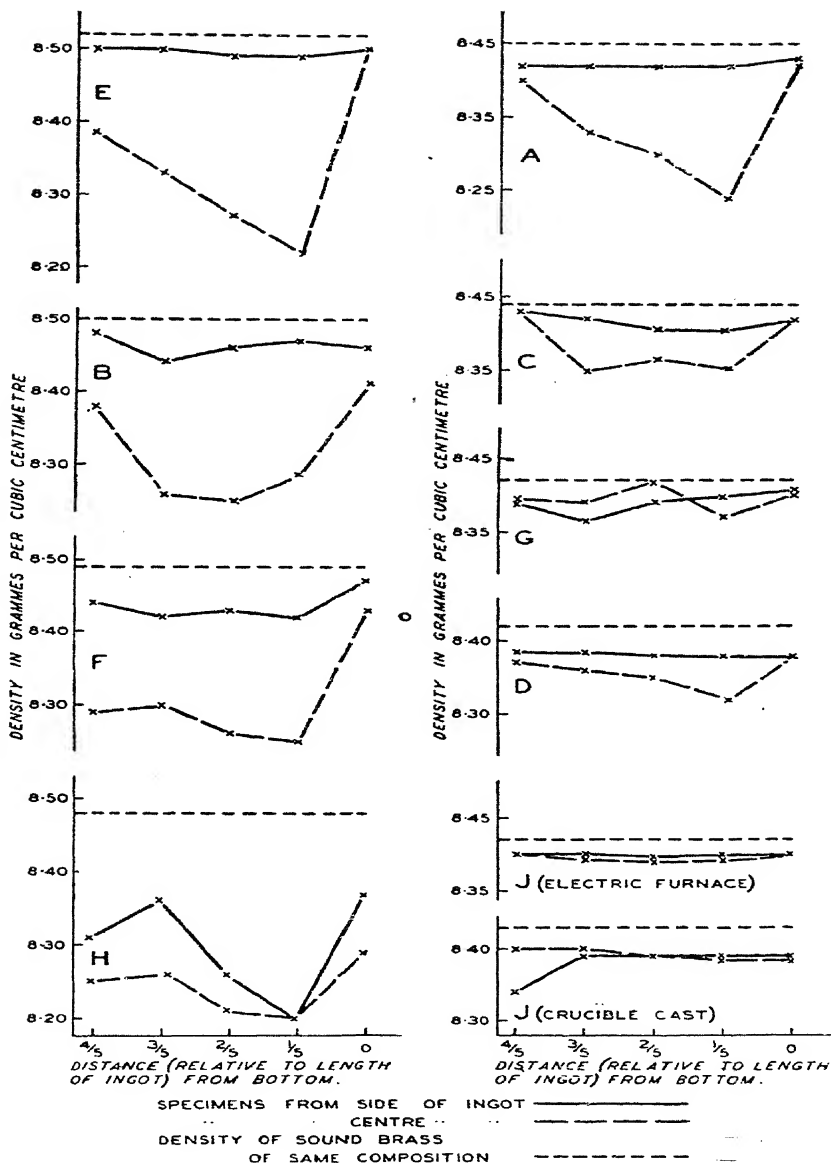 8·50
8·40
8·30
8·20
E
8·50
8·40
8·30
B
8·50
8·40
8·30
F
8·50
8·40
8·30
8·20
H
DENSITY IN GRAMMES PER CUBIC CENTIMETRE
4/5 3/5 2/5 1/5 0
DISTANCE (RELATIVE TO LENGTH
OF INGOT) FROM BOTTOM.
8·45
8·35
8·25
A
8·45
8·35
C
8·45
8·35
G
8·40
8·30
D
8·45
8·35
J (ELECTRIC FURNACE)
8·40
8·30
J (CRUCIBLE CAST)
DENSITY IN GRAMMES PER CUBIC CENTIMETRE
4/5 3/5 2/5 1/5 0
DISTANCE (RELATIVE TO LENGTH
OF INGOT) FROM BOTTOM.
SPECIMENS FROM SIDE OF INGOT
·· ·· CENTRE ·· ··
DENSITY OF SOUND BRASS
OF SAME COMPOSITION